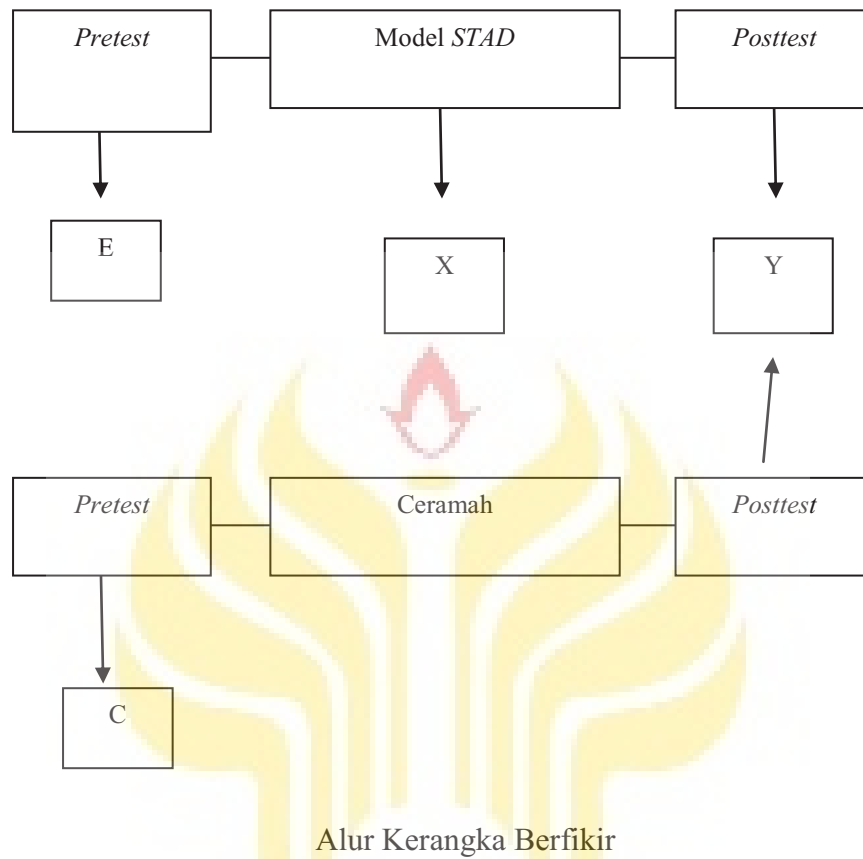 Pretest
Model STAD
Posttest
E
X
Y
Pretest
Ceramah
Posttest
C
Alur Kerangka Berfikir